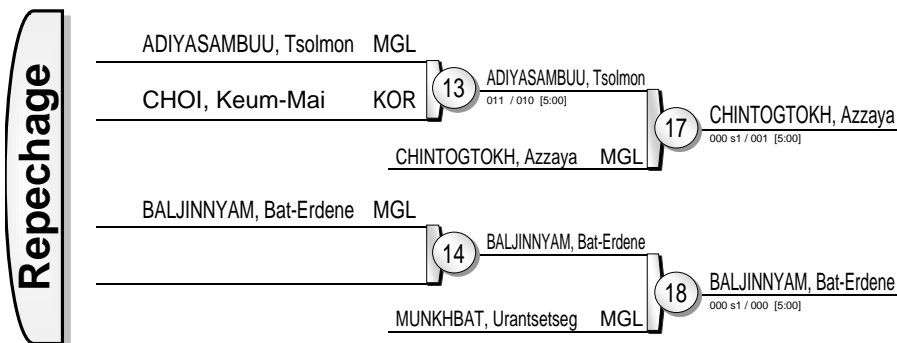 Repechage
ADIYASAMBUU, Tsolmon MGL
CHOI, Keum-Mai KOR
13
ADIYASAMBUU, Tsolmon
011 / 010 [5:00]
CHINTOGTOKH, Azzaya MGL
17
CHINTOGTOKH, Azzaya
000 s1 / 001 [5:00]
BALJINNYAM, Bat-Erdene MGL
14
BALJINNYAM, Bat-Erdene
MUNKHBAT, Urantsetseg MGL
18
BALJINNYAM, Bat-Erdene
000 s1 / 000 [5:00]